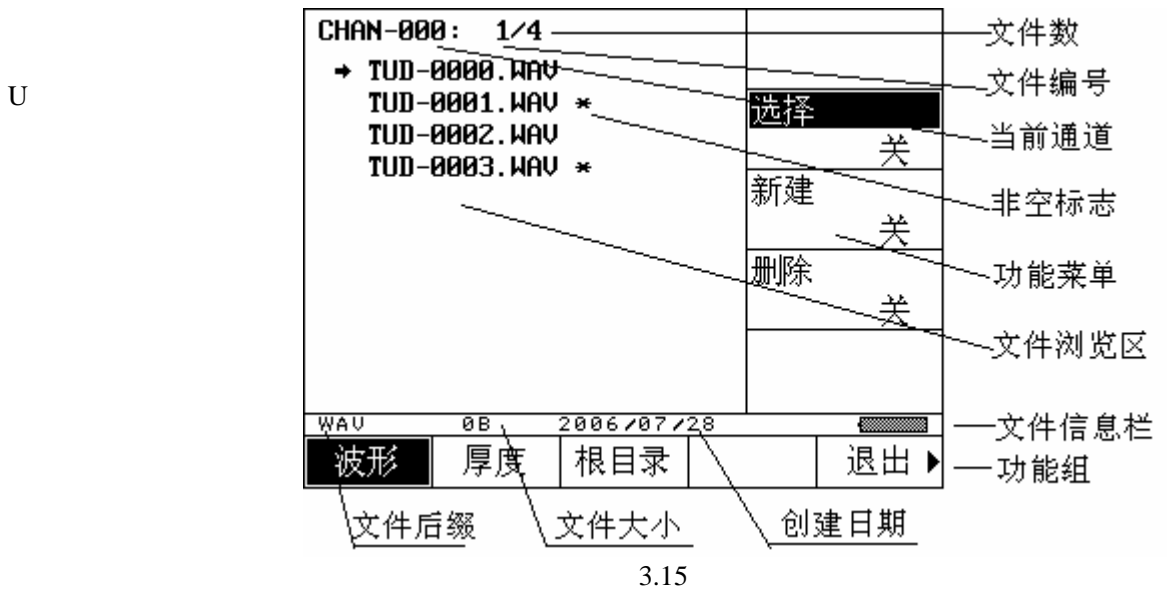 CHAN-000: 1/4
文件数
➔ TUD-0000.WAV
文件编号
U
TUD-0001.WAV *
选择
当前通道
TUD-0002.WAV
关
TUD-0003.WAV *
新建
非空标志
关
删除
功能菜单
关
文件浏览区
WAV 0B 2006/07/28
文件信息栏
波形 厚度 根目录 退出 ▶
功能组
文件后缀 文件大小 创建日期
3.15